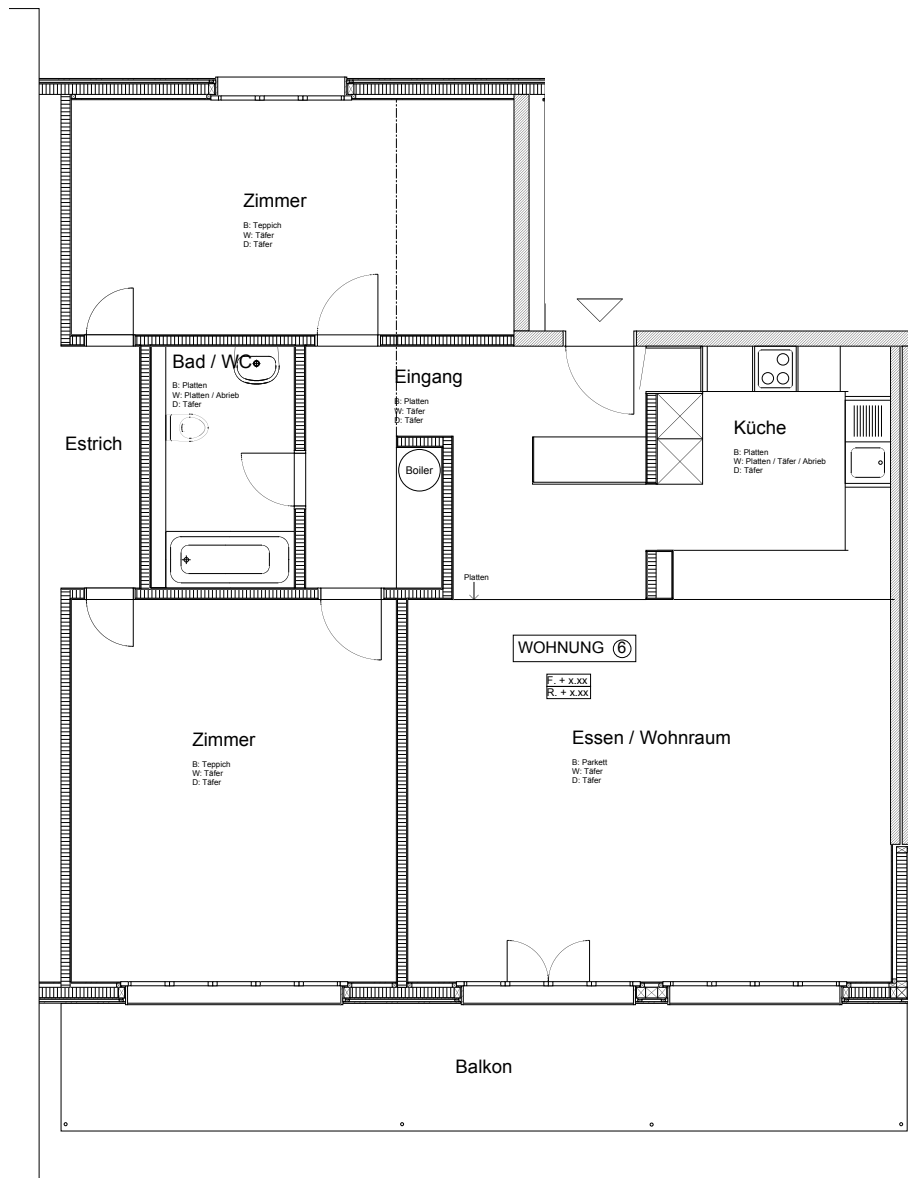 Zimmer
B: Teppich
W: Täfer
D: Täfer
Bad / WC
B: Platten
W: Platten / Abrieb
D: Täfer
Eingang
B: Platten
W: Täfer
D: Täfer
Estrich
Küche
B: Platten
W: Platten / Täfer / Abrieb
D: Täfer
Boiler
Platten
WOHNUNG 6
F. + x.xx
R. + x.xx
Zimmer
B: Teppich
W: Täfer
D: Täfer
Essen / Wohnraum
B: Parkett
W: Täfer
D: Täfer
Balkon